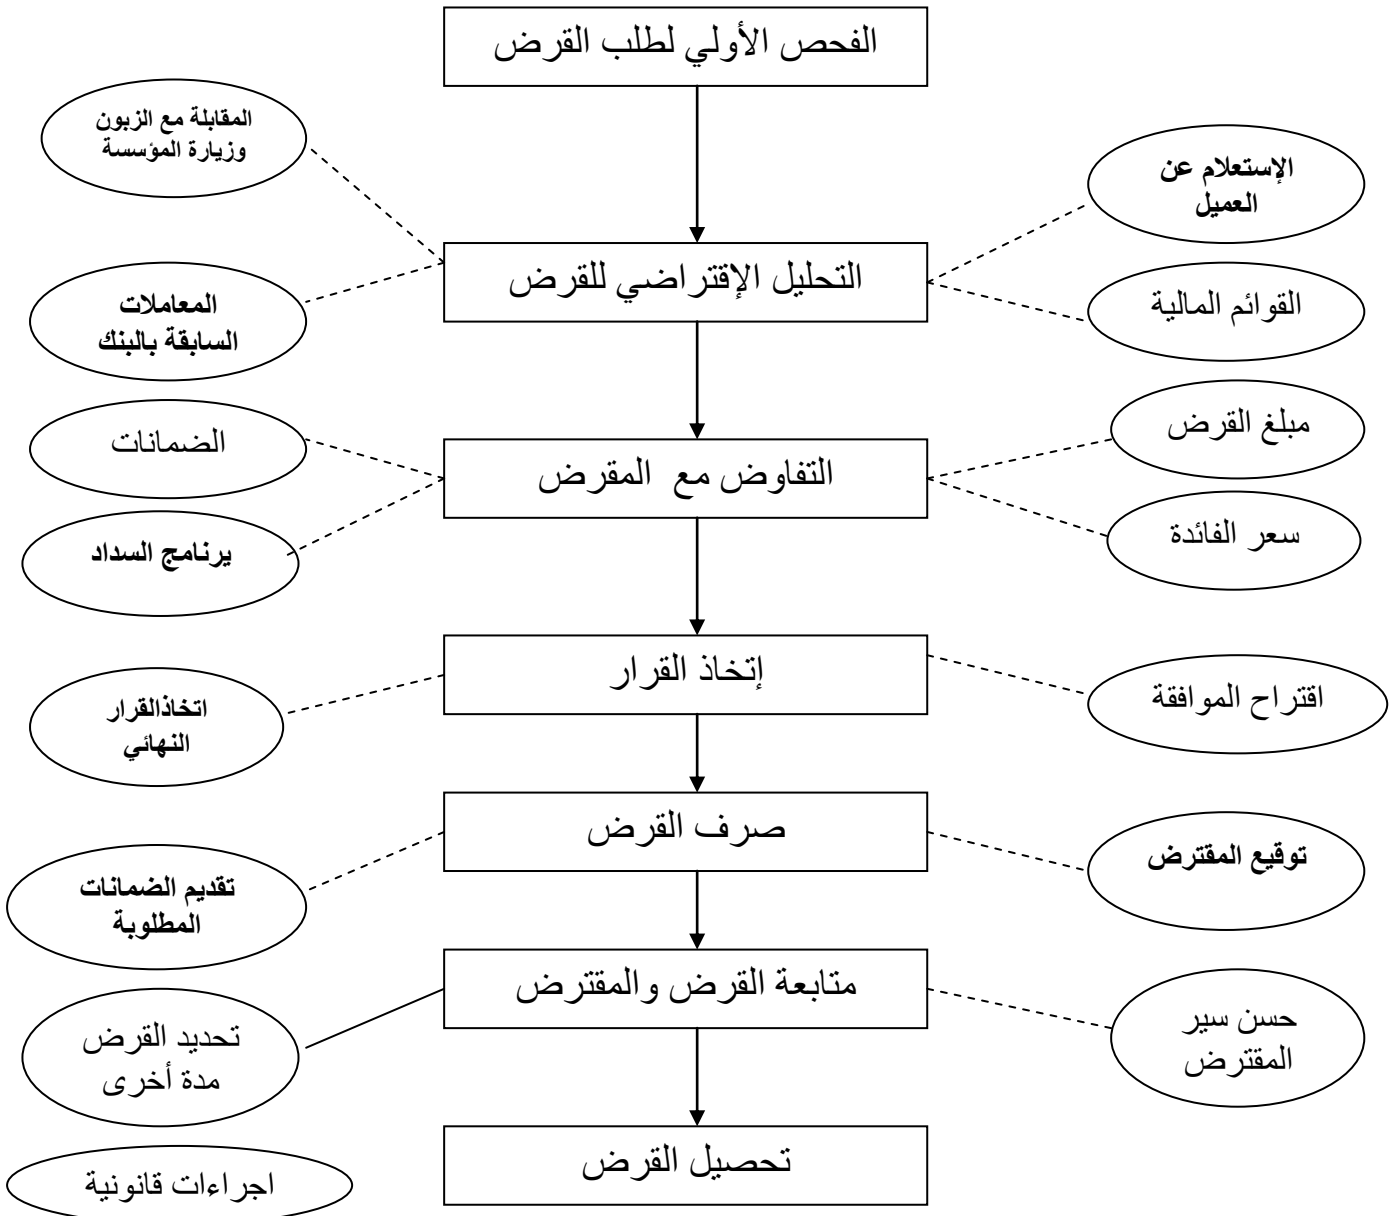 الفحص الأولي لطلب القرض
المقابلة مع الزبون
وزيارة المؤسسة
الإستعلام عن
العميل
التحليل الإقتراضي للقرض
القوائم المالية
المعاملات
السابقة بالبنك
مبلغ القرض
الضمانات
التفاوض مع المقرض
سعر الفائدة
يرنامج السداد
إتخاذ القرار
اقتراح الموافقة
اتخاذالقرار
النهائي
صرف القرض
توقيع المقترض
تقديم الضمانات
المطلوبة
متابعة القرض والمقترض
حسن سير
المقترض
تحديد القرض
مدة أخرى
تحصيل القرض
اجراءات قانونية